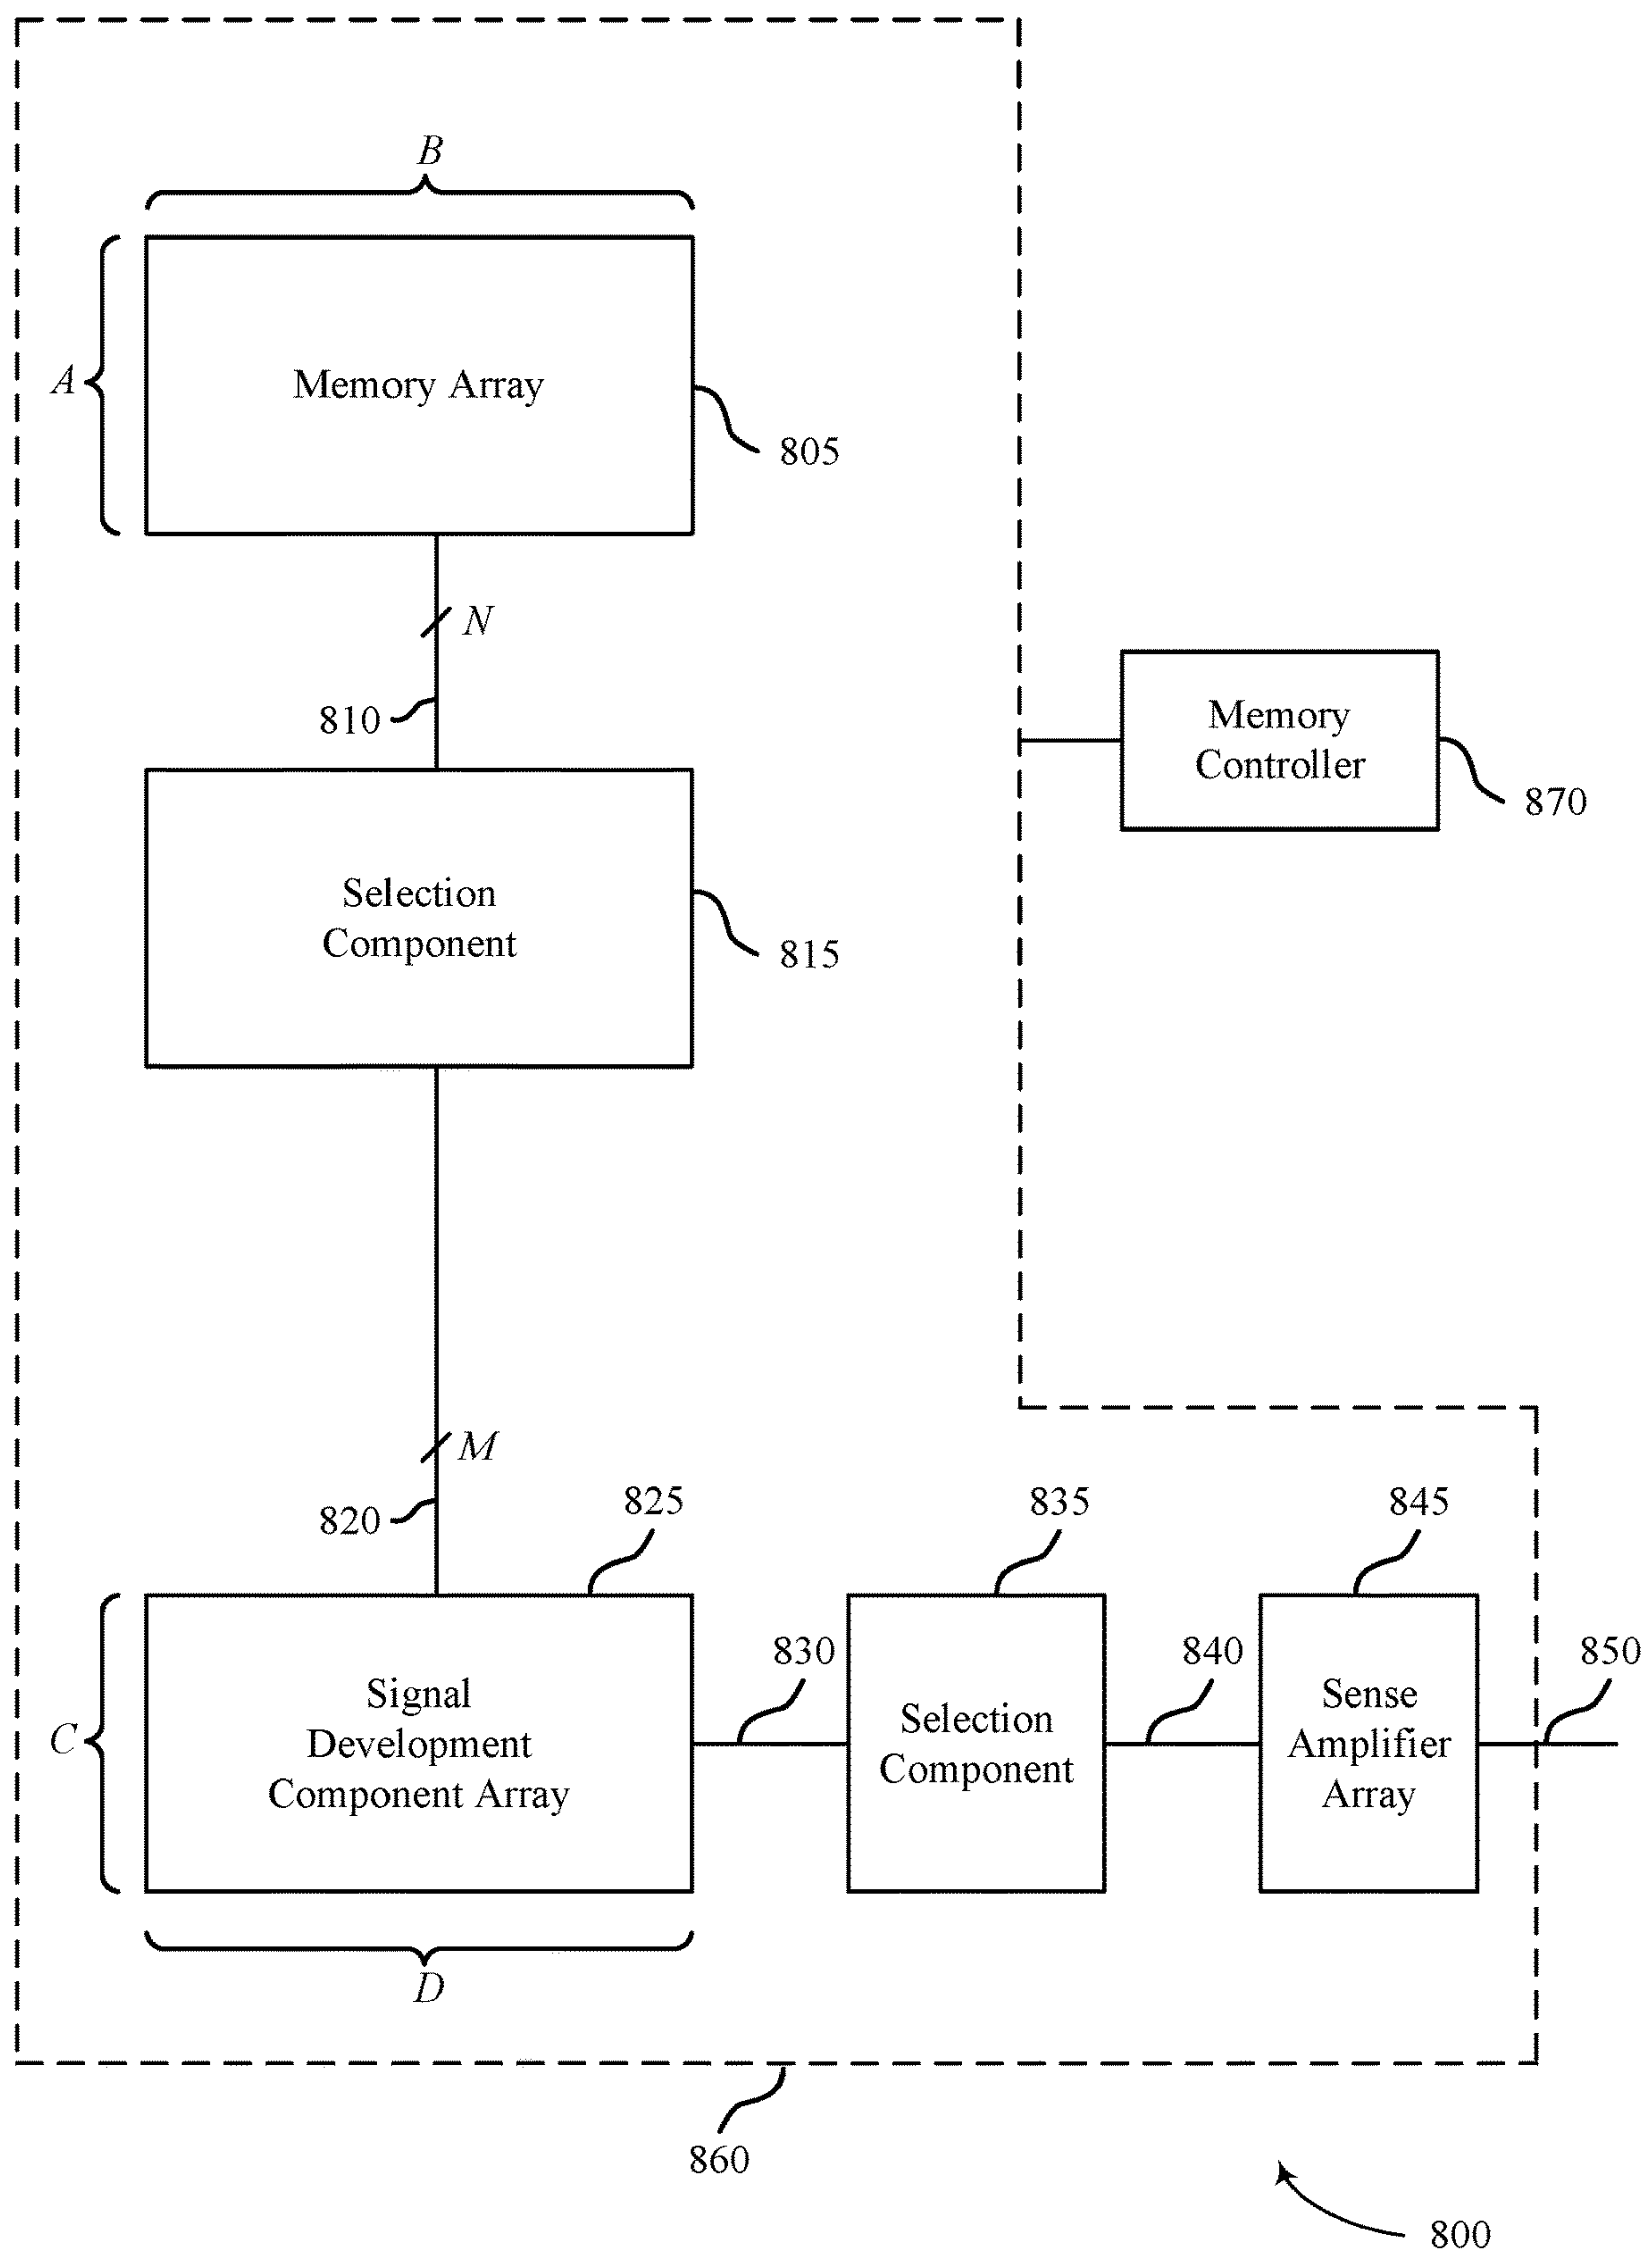 B
A
Memory Array
805
N
810
Memory
Controller
870
Selection
Component
815
M
820
825
835
845
C
Signal
Development
Component Array
830
Selection
Component
840
Sense
Amplifier
Array
850
D
860
800